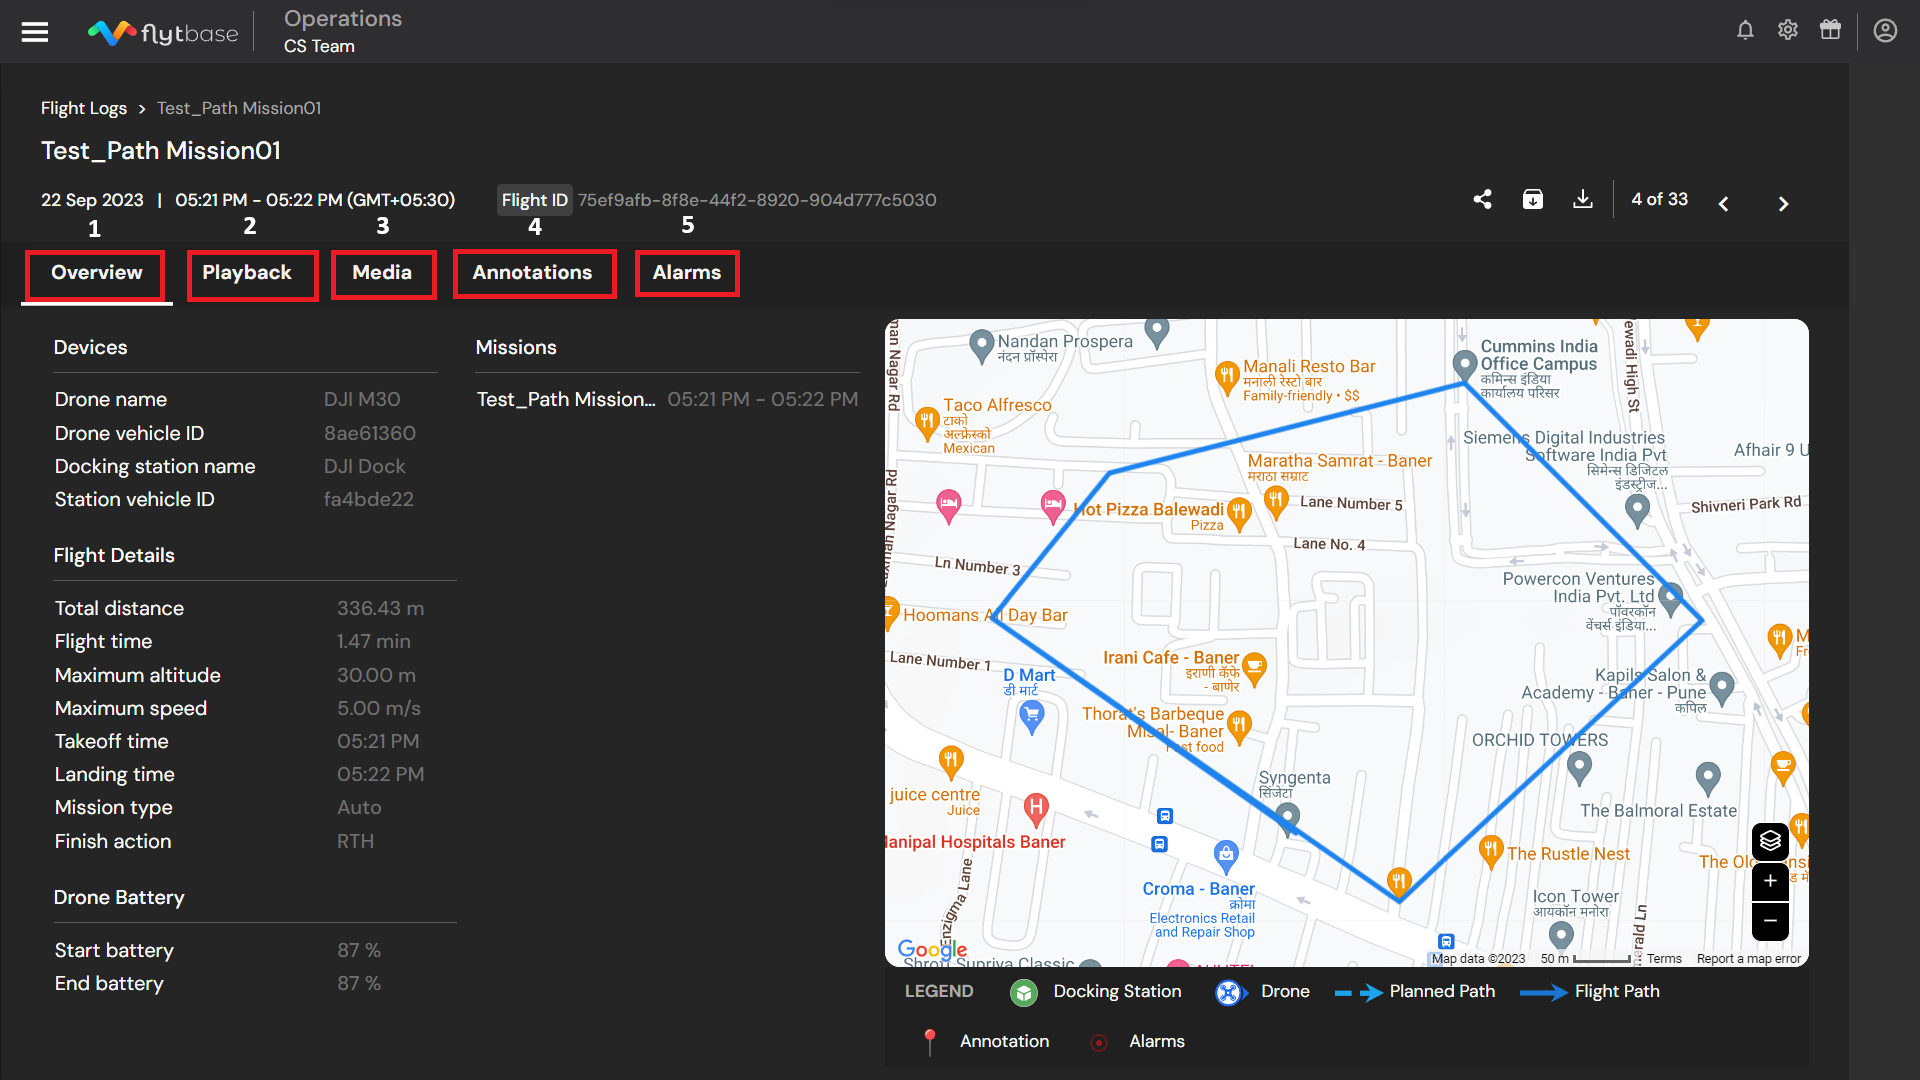 flytbase
Operations
CS Team
Flight Logs > Test_Path Mission01
Test_Path Mission01
22 Sep 2023 | 05:21 PM - 05:22 PM (GMT+05:30)
Flight ID 75ef9afb-8f8e-44f2-8920-904d777c5030
4 of 33
1 2 3 4 5
Overview Playback Media Annotations Alarms
Devices
Drone name DJI M30
Drone vehicle ID 8ae61360
Docking station name DJI Dock
Station vehicle ID fa4bde22
Flight Details
Total distance 336.43 m
Flight time 1.47 min
Maximum altitude 30.00 m
Maximum speed 5.00 m/s
Takeoff time 05:21 PM
Landing time 05:22 PM
Mission type Auto
Finish action RTH
Drone Battery
Start battery 87 %
End battery 87 %
Missions
Test_Path Mission... 05:21 PM - 05:22 PM
Nandan Prospera
नंदन प्रॉस्पेरा
Manali Resto Bar
मनाली रेस्टो बार
Family-friendly • $$
Cummins India
Office Campus
कमिन्स इंडिया
कार्यालय परिसर
Taco Alfresco
टाको
अल्फ्रेस्को
Mexican
Siemens Digital Industries
Software India Pvt
सिमेन्स डिजिटल
इंडस्ट्रीज...
Afhair 9 U
Maratha Samrat - Baner
मराठा सम्राट
Hot Pizza Balewadi
Pizza
Lane Number 5
Shivneri Park Rd
Lane No. 4
Ln Number 3
Powercon Ventures
India Pvt. Ltd
पॉवरकॉन
वेंचर्स इंडिया...
Hoomans All Day Bar
Lane Number 1
Irani Cafe - Baner
इराणी कॅफे
- बाणेर
D Mart
डी मार्ट
Kapils Salon &
Academy - Baner - Pune
कपिल
Thorat's Barbeque
Misal- Baner
Fast food
ORCHID TOWERS
Syngenta
सिंजेंटा
juice centre
Juice
The Balmoral Estate
Manipal Hospitals Baner
The Rustle Nest
Croma - Baner
क्रोमा
Electronics Retail
and Repair Shop
Enzigma Lane
Icon Tower
आयकॉन मनोरा
Google
Map data ©2023 50 m Terms Report a map error
LEGEND Docking Station Drone Planned Path Flight Path
Annotation Alarms